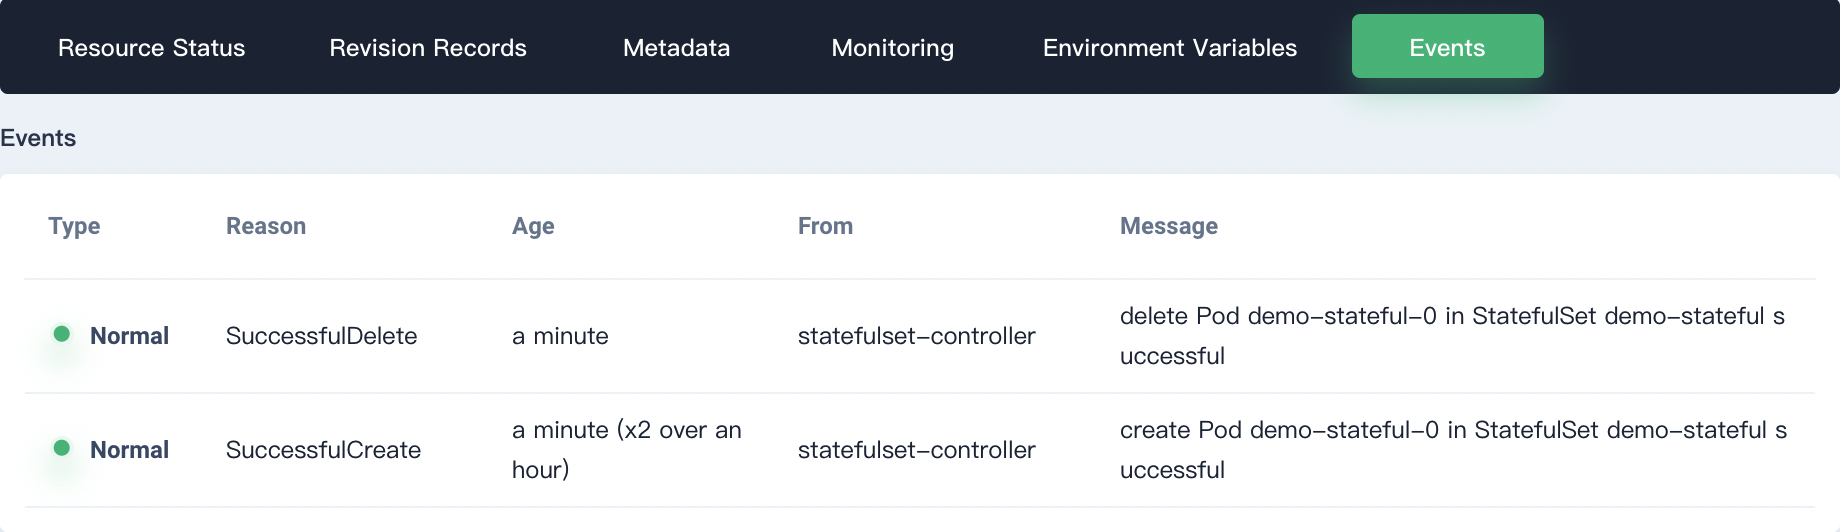 Resource Status Revision Records Metadata Monitoring Environment Variables Events
Events
Type Reason Age From Message
Normal SuccessfulDelete a minute statefulset-controller delete Pod demo-stateful-0 in StatefulSet demo-stateful s
uccessful
Normal SuccessfulCreate a minute (x2 over an statefulset-controller create Pod demo-stateful-0 in StatefulSet demo-stateful s
hour) uccessful